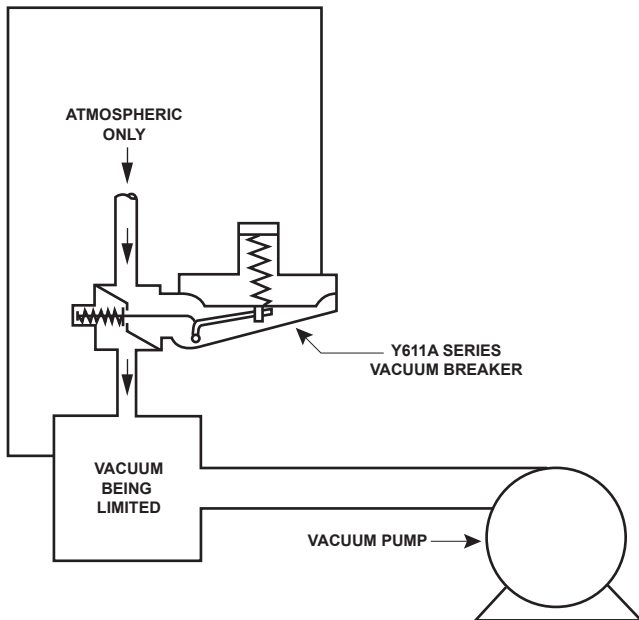 ATMOSPHERIC
ONLY
Y611A SERIES
VACUUM BREAKER
VACUUM
BEING
LIMITED
VACUUM PUMP